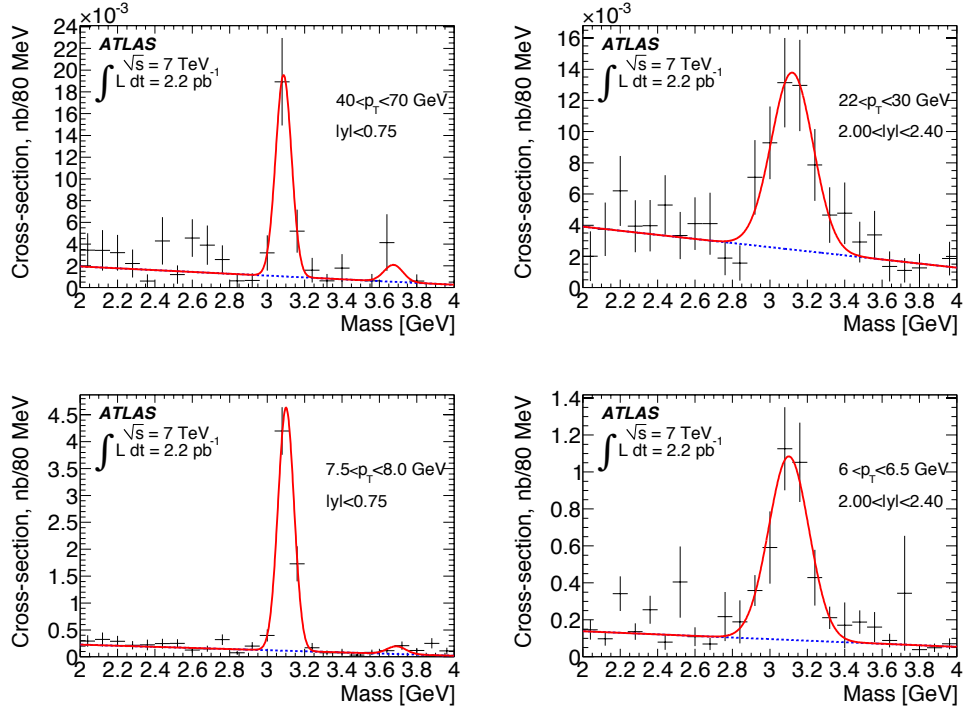 ×10⁻³
24
22
20
18
16
14
12
10
8
6
4
2
0
Cross-section, nb/80 MeV
ATLAS
√s = 7 TeV
∫ L dt = 2.2 pb⁻¹
40<p_T<70 GeV
|y|<0.75
2 2.2 2.4 2.6 2.8 3 3.2 3.4 3.6 3.8 4
Mass [GeV]
×10⁻³
16
14
12
10
8
6
4
2
0
Cross-section, nb/80 MeV
ATLAS
√s = 7 TeV
∫ L dt = 2.2 pb⁻¹
22<p_T<30 GeV
2.00<|y|<2.40
2 2.2 2.4 2.6 2.8 3 3.2 3.4 3.6 3.8 4
Mass [GeV]
4.5
4
3.5
3
2.5
2
1.5
1
0.5
0
Cross-section, nb/80 MeV
ATLAS
√s = 7 TeV
∫ L dt = 2.2 pb⁻¹
7.5<p_T<8.0 GeV
|y|<0.75
2 2.2 2.4 2.6 2.8 3 3.2 3.4 3.6 3.8 4
Mass [GeV]
1.4
1.2
1
0.8
0.6
0.4
0.2
0
Cross-section, nb/80 MeV
ATLAS
√s = 7 TeV
∫ L dt = 2.2 pb⁻¹
6 <p_T<6.5 GeV
2.00<|y|<2.40
2 2.2 2.4 2.6 2.8 3 3.2 3.4 3.6 3.8 4
Mass [GeV]